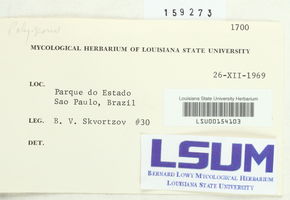 159273
Polyporus
1700
MYCOLOGICAL HERBARIUM OF LOUISIANA STATE UNIVERSITY
26-XII-1969
LOC. Parque do Estado
Sao Paulo, Brazil
Louisiana State University Herbarium
LSU00154103
LEG. B. V. Skvortzov #30
DET.
LSUM
BERNARD LOWY MYCOLOGICAL HERBARIUM
LOUISIANA STATE UNIVERSITY